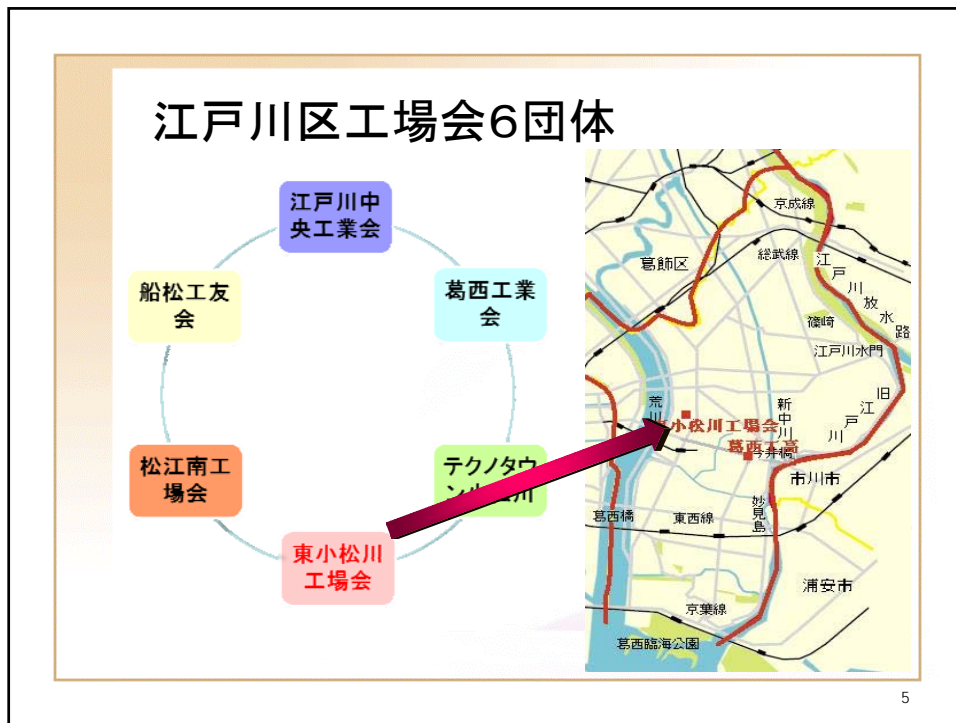 江戸川区工場会6団体
江戸川中
央工業会
船松工友
会
葛西工業
会
松江南工
場会
テクノタウ
東小松川
工場会
京成線
総武線
葛飾区
江戸川放水路
篠崎
江戸川水門
旧江戸川
荒川
小松川工場会
新中川
葛西工高
今井橋
市川市
妙見島
葛西橋
東西線
浦安市
京葉線
葛西臨海公園
5